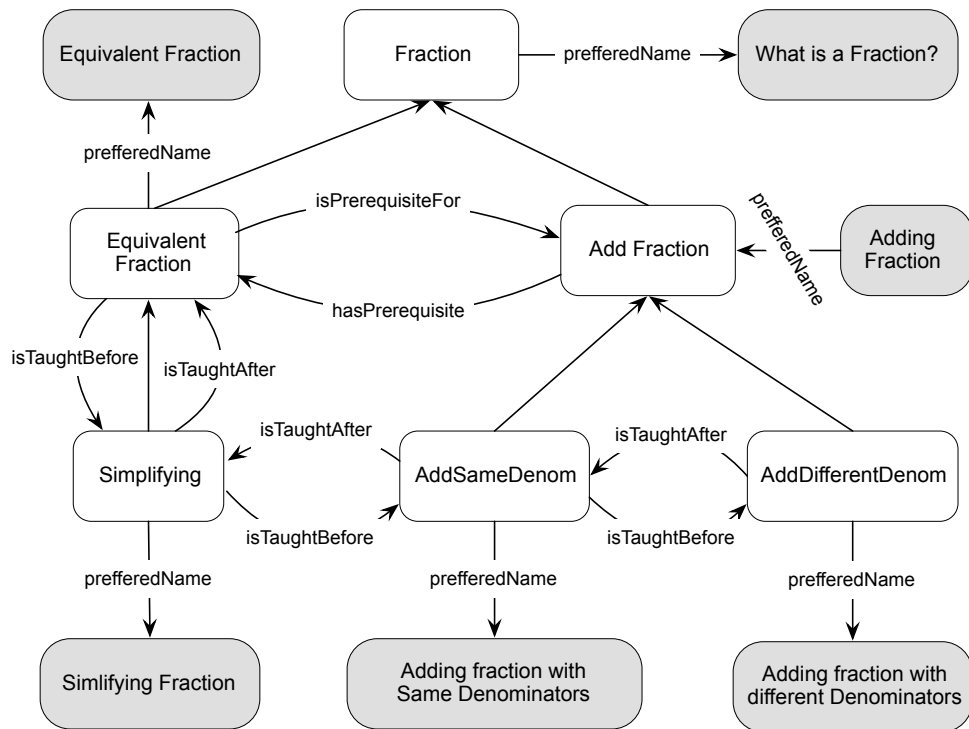 Equivalent Fraction
Fraction
prefferedName
What is a Fraction?
prefferedName
isPrerequisiteFor
prefferedName
Equivalent
Fraction
Add Fraction
Adding
Fraction
hasPrerequisite
isTaughtBefore
isTaughtAfter
isTaughtAfter
isTaughtAfter
Simplifying
AddSameDenom
AddDifferentDenom
isTaughtBefore
isTaughtBefore
prefferedName
prefferedName
prefferedName
Simlifying Fraction
Adding fraction with
Same Denominators
Adding fraction with
different Denominators